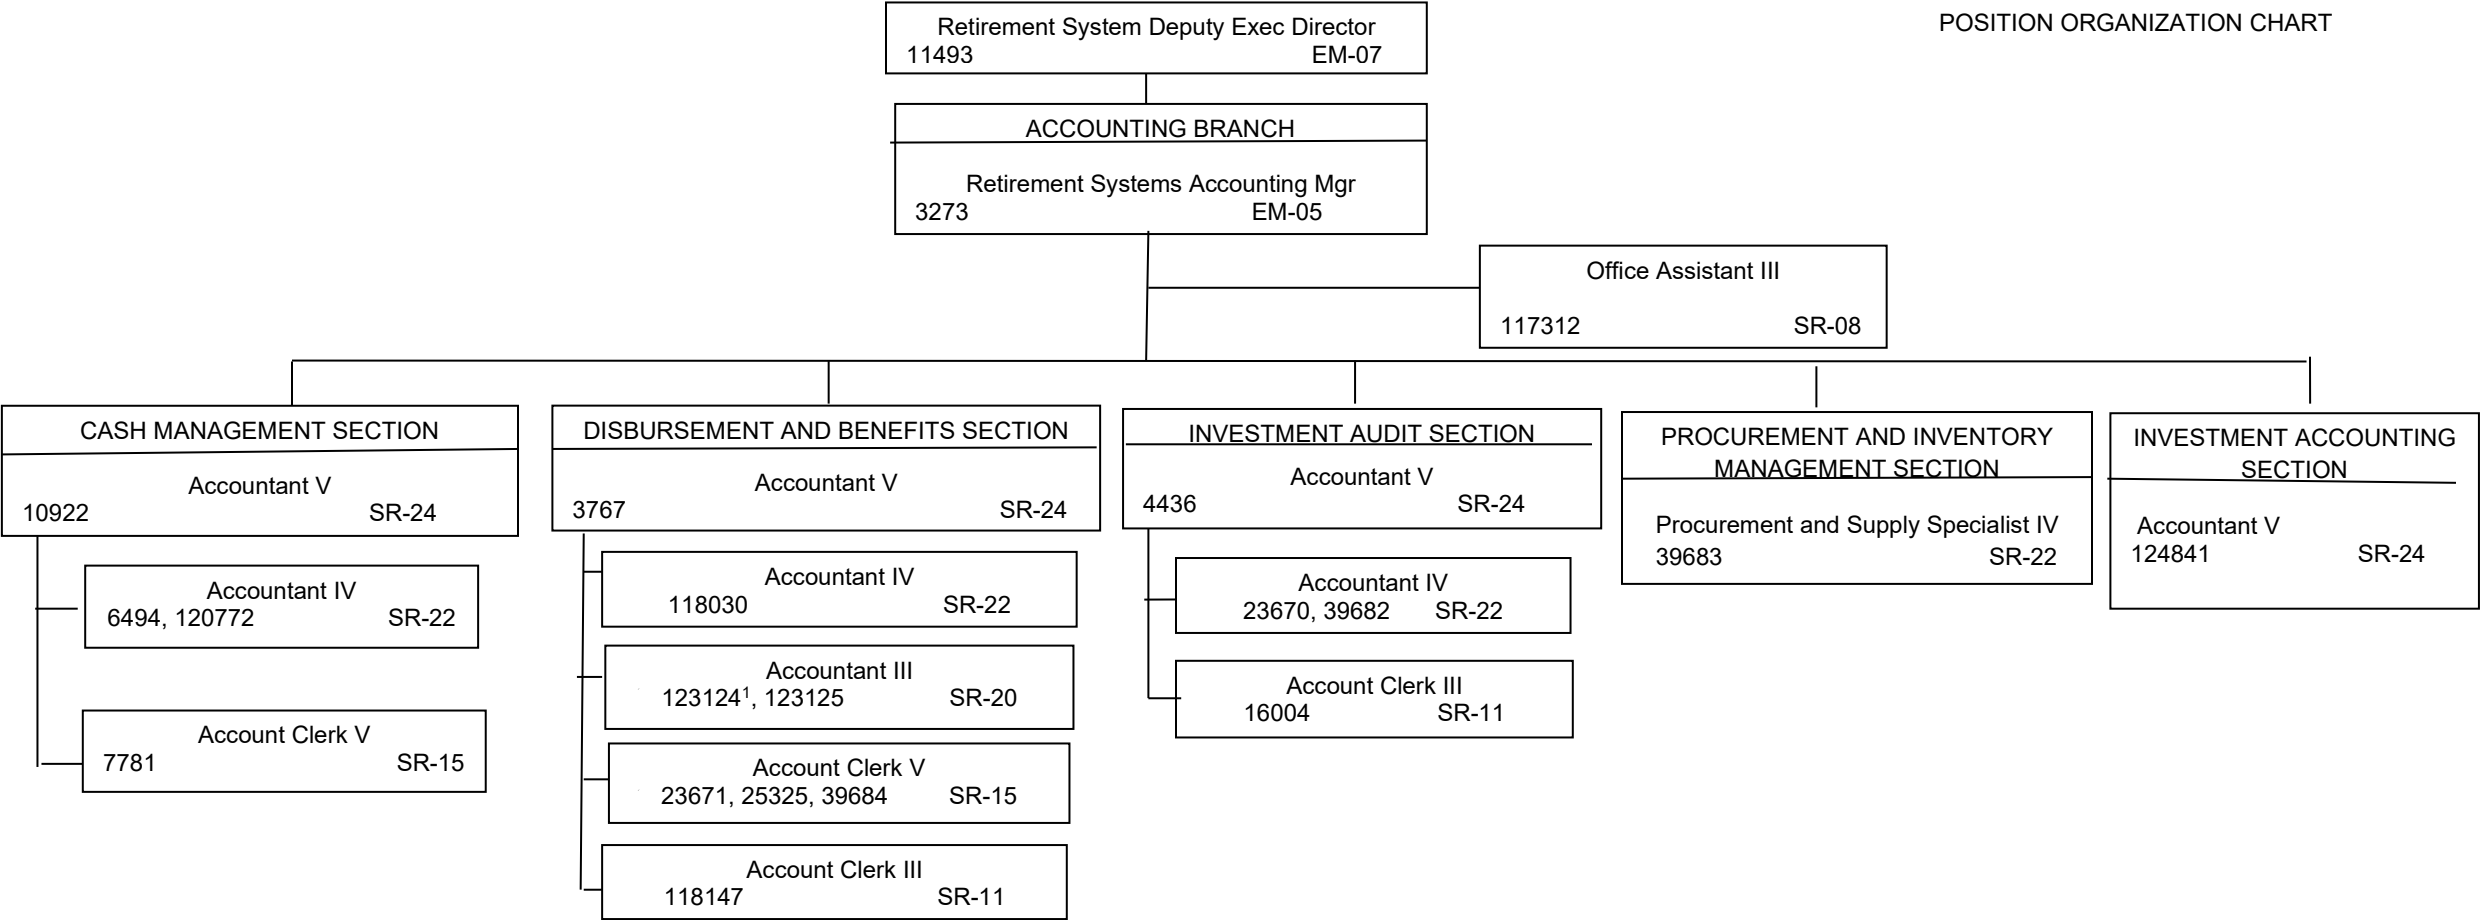 POSITION ORGANIZATION CHART
Retirement System Deputy Exec Director
11493 EM-07
ACCOUNTING BRANCH
Retirement Systems Accounting Mgr
3273 EM-05
Office Assistant III
117312 SR-08
CASH MANAGEMENT SECTION
Accountant V
10922 SR-24
Accountant IV
6494, 120772 SR-22
Account Clerk V
7781 SR-15
DISBURSEMENT AND BENEFITS SECTION
Accountant V
3767 SR-24
Accountant IV
118030 SR-22
Accountant III
123124¹, 123125 SR-20
Account Clerk V
23671, 25325, 39684 SR-15
Account Clerk III
118147 SR-11
INVESTMENT AUDIT SECTION
Accountant V
4436 SR-24
Accountant IV
23670, 39682 SR-22
Account Clerk III
16004 SR-11
PROCUREMENT AND INVENTORY
MANAGEMENT SECTION
Procurement and Supply Specialist IV
39683 SR-22
INVESTMENT ACCOUNTING
SECTION
Accountant V
124841 SR-24